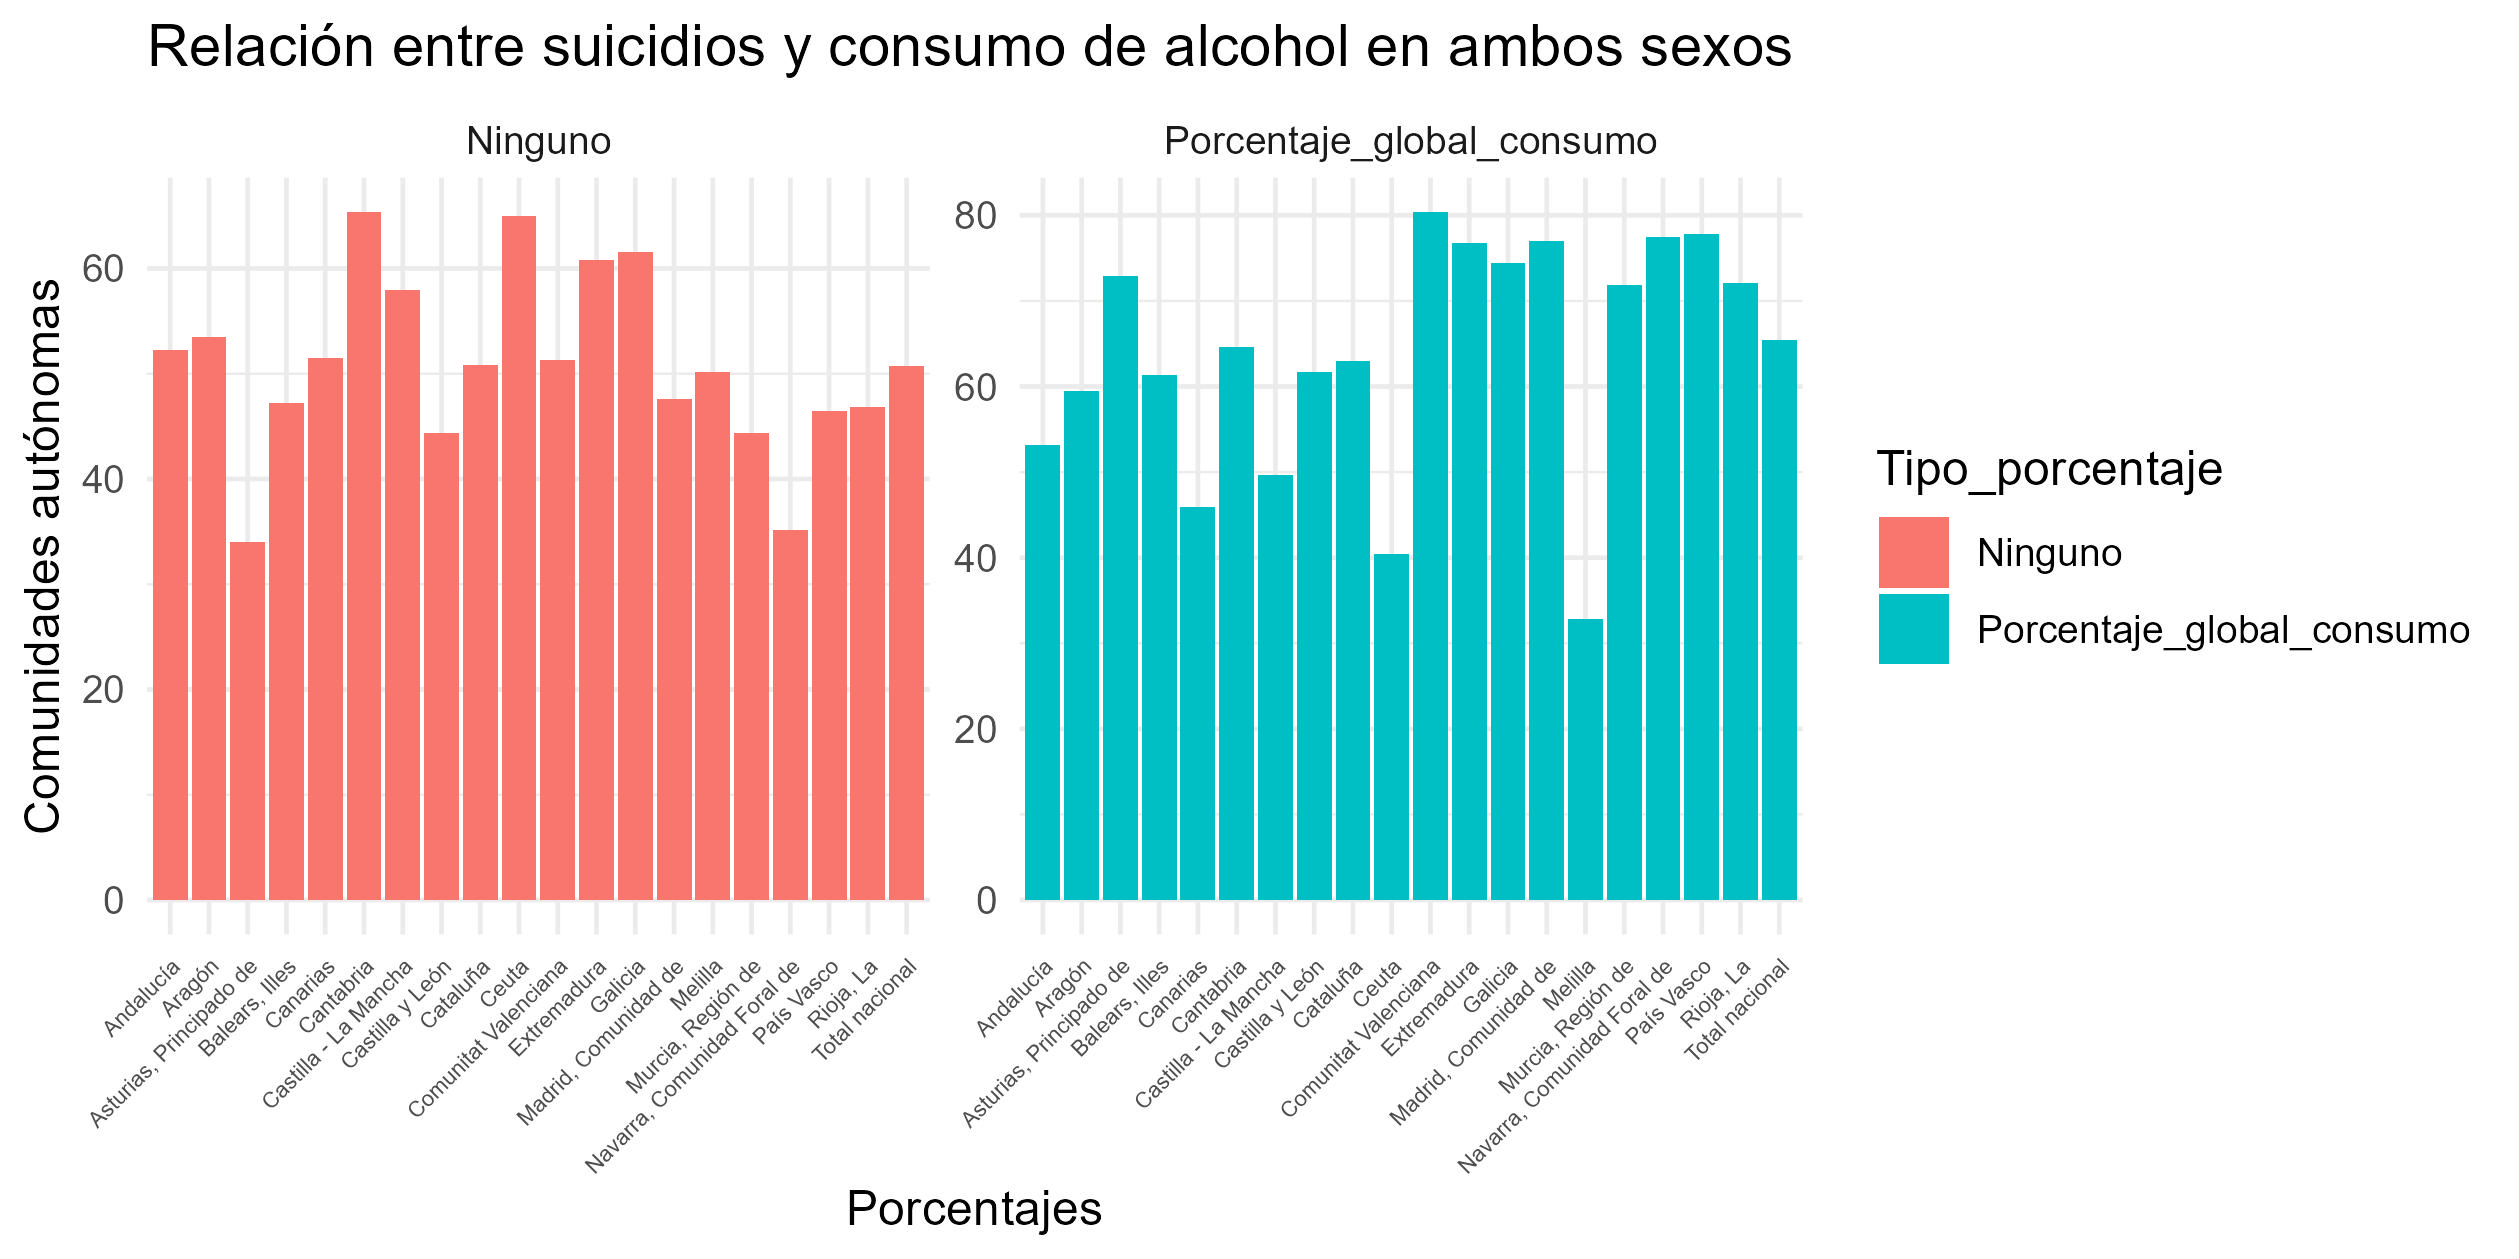 Relación entre suicidios y consumo de alcohol en ambos sexos
Ninguno
Porcentaje_global_consumo
Comunidades autónomas
60
40
20
0
80
60
40
20
0
Andalucía
Aragón
Asturias, Principado de
Balears, Illes
Canarias
Cantabria
Castilla - La Mancha
Castilla y León
Cataluña
Ceuta
Comunitat Valenciana
Extremadura
Galicia
Madrid, Comunidad de
Melilla
Murcia, Región de
Navarra, Comunidad Foral de
País Vasco
Rioja, La
Total nacional
Andalucía
Aragón
Asturias, Principado de
Balears, Illes
Canarias
Cantabria
Castilla - La Mancha
Castilla y León
Cataluña
Ceuta
Comunitat Valenciana
Extremadura
Galicia
Madrid, Comunidad de
Melilla
Murcia, Región de
Navarra, Comunidad Foral de
País Vasco
Rioja, La
Total nacional
Porcentajes
Tipo_porcentaje
Ninguno
Porcentaje_global_consumo